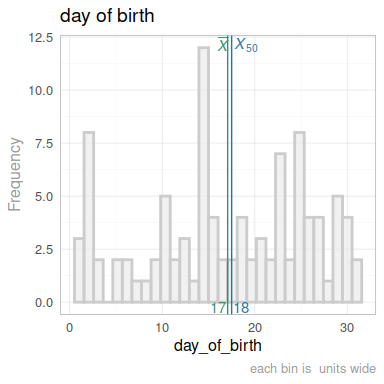 day of birth
12.5
X̅ X50
10.0
7.5
5.0
2.5
0.0
17 18
0 10 20 30
Frequency
day_of_birth
each bin is  units wide